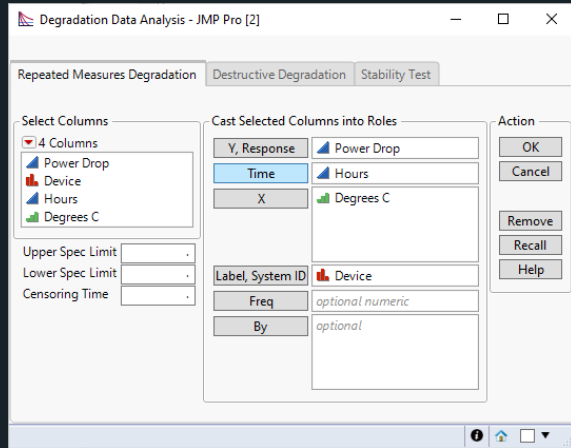 Degradation Data Analysis - JMP Pro [2]
Repeated Measures Degradation
Destructive Degradation
Stability Test
Select Columns
4 Columns
Power Drop
Device
Hours
Degrees C
Upper Spec Limit .
Lower Spec Limit .
Censoring Time .
Cast Selected Columns into Roles
Y, Response Power Drop
Time Hours
X Degrees C
Label, System ID Device
Freq optional numeric
By optional
Action
OK
Cancel
Remove
Recall
Help